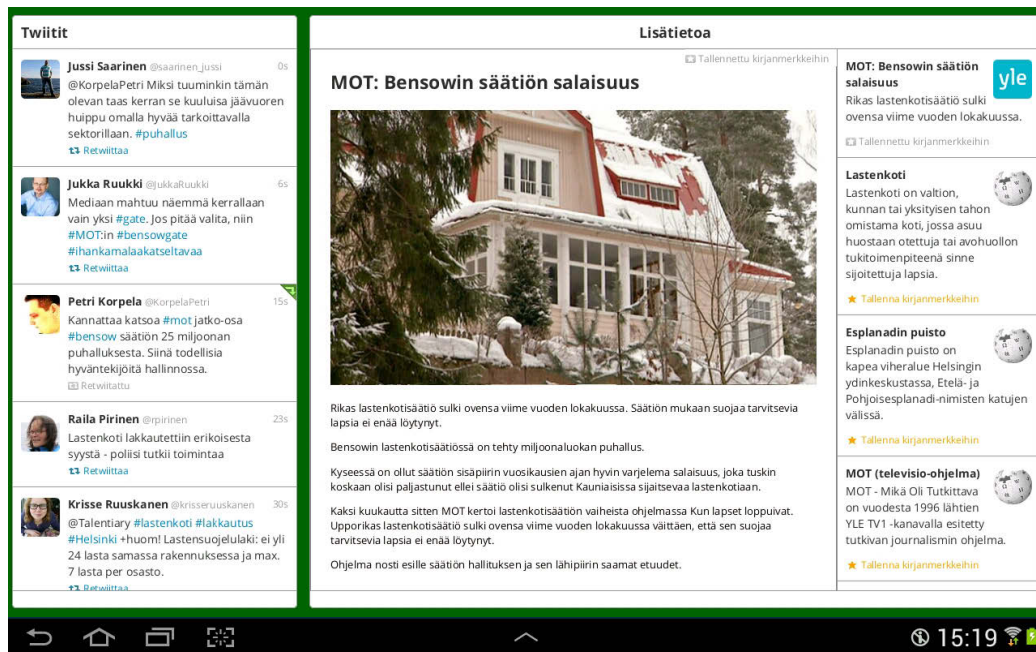 Twiitit
Jussi Saarinen @saarinen_jussi 0s
@KorpelaPetri Miksi tuuminkin tämän
olevan taas kerran se kuuluisa jäävuoren
huippu omalla hyvää tarkoittavalla
sektorillaan. #puhallus
Retwiittaa
Jukka Ruukki @JukkaRuukki 6s
Mediaan mahtuu näemmä kerrallaan
vain yksi #gate. Jos pitää valita, niin
#MOT:in #bensowgate
#ihankamalaakatseltavaa
Retwiittaa
Petri Korpela @KorpelaPetri 15s
Kannattaa katsoa #mot jatko-osa
#bensow säätiön 25 miljoonan
puhalluksesta. Siinä todellisia
hyväntekijöitä hallinnossa.
Retwiitattu
Raila Pirinen @rpirinen 23s
Lastenkoti lakkautettiin erikoisesta
syystä - poliisi tutkii toimintaa
Retwiittaa
Krisse Ruuskanen @krisseruuskanen 30s
@Talentiary #lastenkoti #lakkautus
#Helsinki +huom! Lastensuojelulaki: ei yli
24 lasta samassa rakennuksessa ja max.
7 lasta per osasto.
Retwiittaa
Lisätietoa
Tallennettu kirjanmerkkeihin
MOT: Bensowin säätiön salaisuus
Rikas lastenkotisäätiö sulki ovensa viime vuoden lokakuussa. Säätiön mukaan suojaa tarvitsevia
lapsia ei enää löytynyt.
Bensowin lastenkotisäätiössä on tehty miljoonaluokan puhallus.
Kyseessä on ollut säätiön sisäpiirin vuosikausien ajan hyvin varjelema salaisuus, joka tuskin
koskaan olisi paljastunut ellei säätiö olisi sulkenut Kauniaisissa sijaitsevaa lastenkotiaan.
Kaksi kuukautta sitten MOT kertoi lastenkotisäätiön vaiheista ohjelmassa Kun lapset loppuivat.
Upporikas lastenkotisäätiö sulki ovensa viime vuoden lokakuussa väittäen, että sen suojaa
tarvitsevia lapsia ei enää löytynyt.
Ohjelma nosti esille säätiön hallituksen ja sen lähipiirin saamat etuudet.
MOT: Bensowin säätiön
salaisuus
yle
Rikas lastenkotisäätiö sulki
ovensa viime vuoden lokakuussa.
Tallennettu kirjanmerkkeihin
Lastenkoti
Lastenkoti on valtion,
kunnan tai yksityisen tahon
omistama koti, jossa asuu
huostaan otettuja tai avohuollon
tukitoimenpiteenä sinne
sijoitettuja lapsia.
Tallenna kirjanmerkkeihin
Esplanadin puisto
Esplanadin puisto on
kapea viheralue Helsingin
ydinkeskustassa, Etelä- ja
Pohjoisesplanadi-nimisten katujen
välissä.
Tallenna kirjanmerkkeihin
MOT (televisio-ohjelma)
MOT - Mikä Oli Tutkittava
on vuodesta 1996 lähtien
YLE TV1 -kanavalla esitetty
tutkivan journalismin ohjelma.
Tallenna kirjanmerkkeihin
15:19